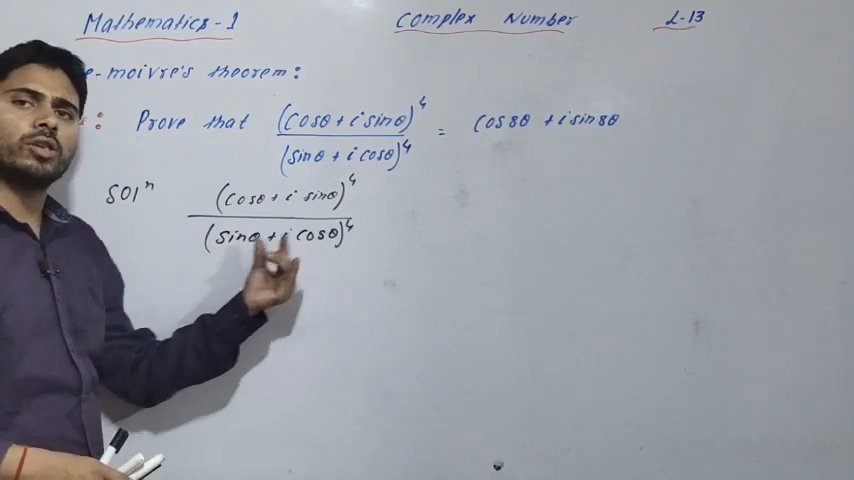 Mathematics-1 Complex Number L-13
e-moivre's theorem:
: Prove that (cosθ + i sinθ)^4 / (sinθ + i cosθ)^4 = cos8θ + i sin8θ
Sol^n (cosθ + i sinθ)^4 / (sinθ + i cosθ)^4